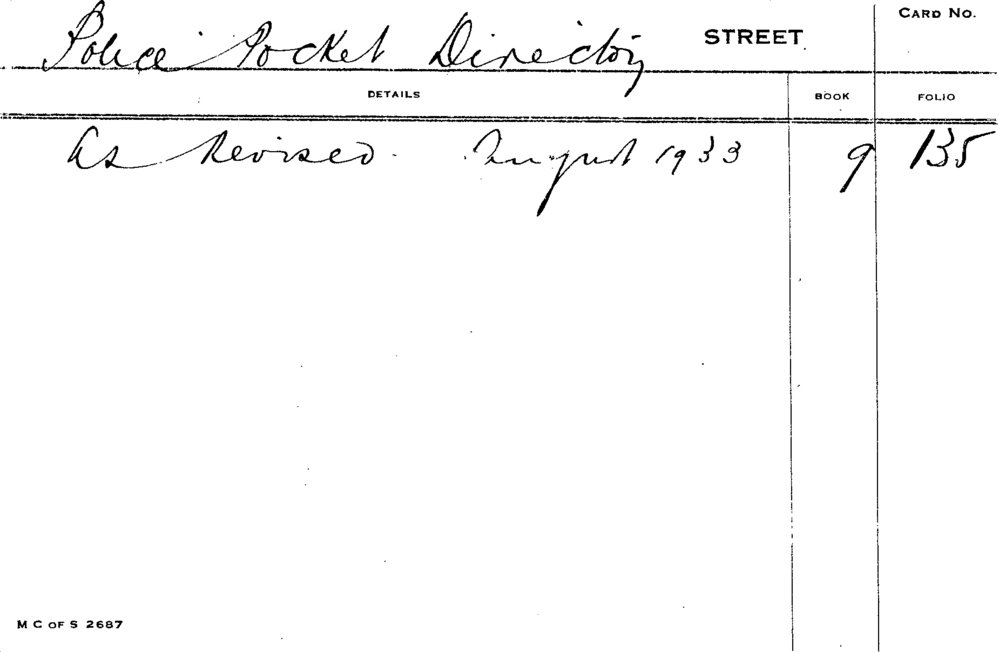 CARD NO.
Police Pocket Directory STREET
DETAILS BOOK FOLIO
As Revised. August 1933 9 135
M C OF S 2687